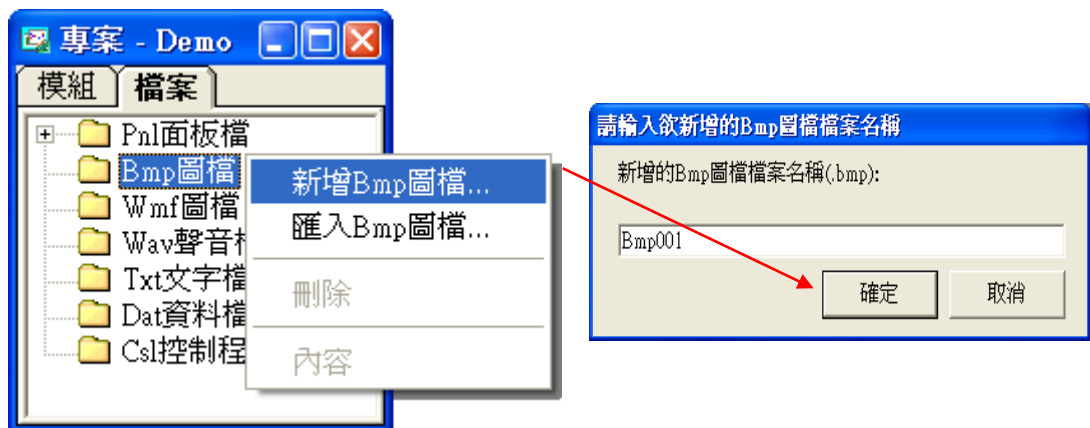 專案 - Demo
模組 檔案
Pnl面板檔
Bmp圖檔
Wmf圖檔
Wav聲音
Txt文字檔
Dat資料檔
Csl控制程
新增Bmp圖檔...
匯入Bmp圖檔...
刪除
內容
請輸入欲新增的Bmp圖檔檔案名稱
新增的Bmp圖檔檔案名稱(.bmp):
Bmp001
確定 取消